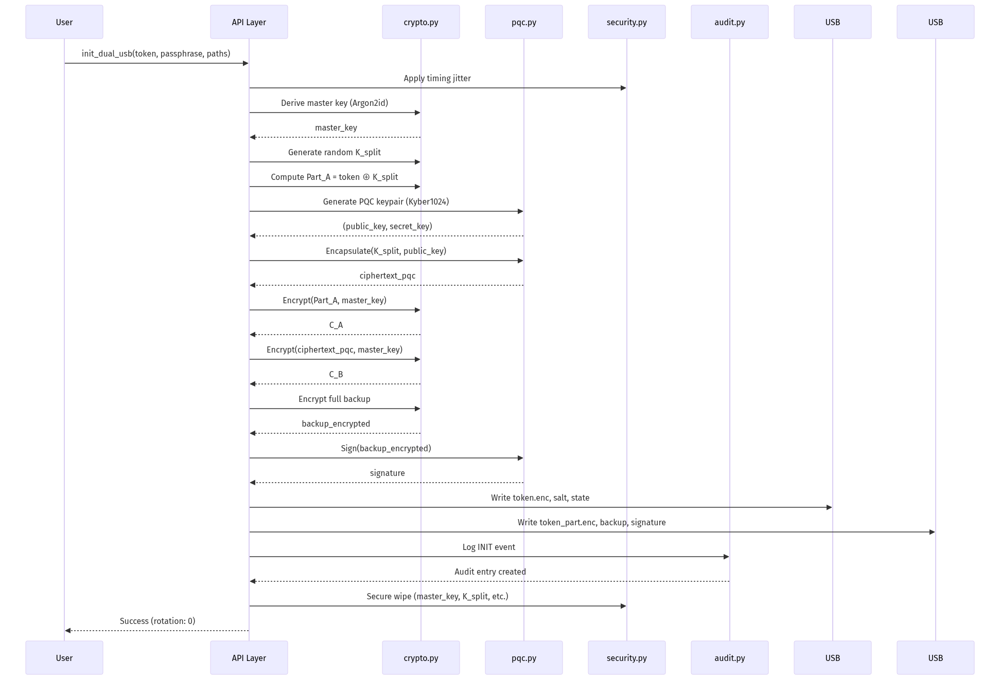 User
API Layer
crypto.py
pqc.py
security.py
audit.py
USB
USB
init_dual_usb(token, passphrase, paths)
Apply timing jitter
Derive master key (Argon2id)
master_key
Generate random K_split
Compute Part_A = token ⊕ K_split
Generate PQC keypair (Kyber1024)
(public_key, secret_key)
Encapsulate(K_split, public_key)
ciphertext_pqc
Encrypt(Part_A, master_key)
C_A
Encrypt(ciphertext_pqc, master_key)
C_B
Encrypt full backup
backup_encrypted
Sign(backup_encrypted)
signature
Write token.enc, salt, state
Write token_part.enc, backup, signature
Log INIT event
Audit entry created
Secure wipe (master_key, K_split, etc.)
Success (rotation: 0)
User
API Layer
crypto.py
pqc.py
security.py
audit.py
USB
USB